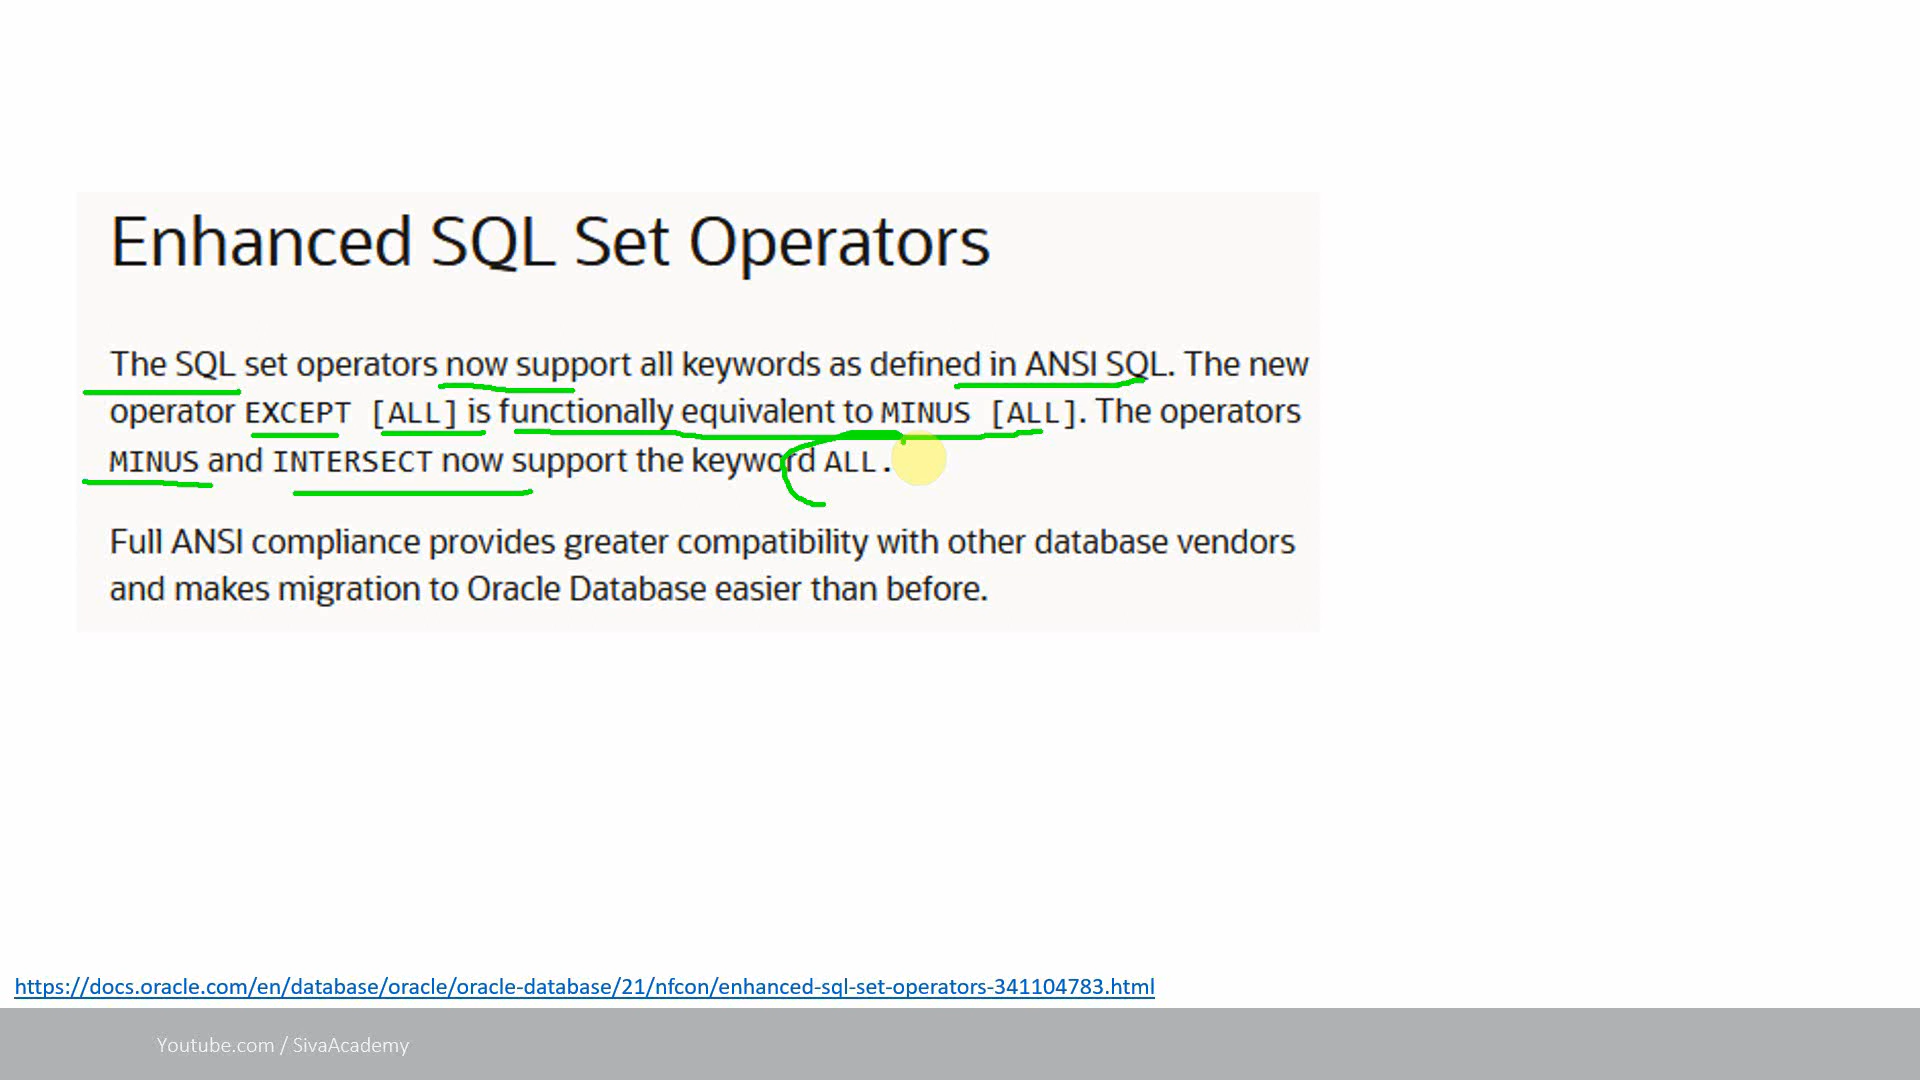 Enhanced SQL Set Operators
The SQL set operators now support all keywords as defined in ANSI SQL. The new
operator EXCEPT [ALL] is functionally equivalent to MINUS [ALL]. The operators
MINUS and INTERSECT now support the keyword ALL.
Full ANSI compliance provides greater compatibility with other database vendors
and makes migration to Oracle Database easier than before.
https://docs.oracle.com/en/database/oracle/oracle-database/21/nfcon/enhanced-sql-set-operators-341104783.html
Youtube.com / SivaAcademy